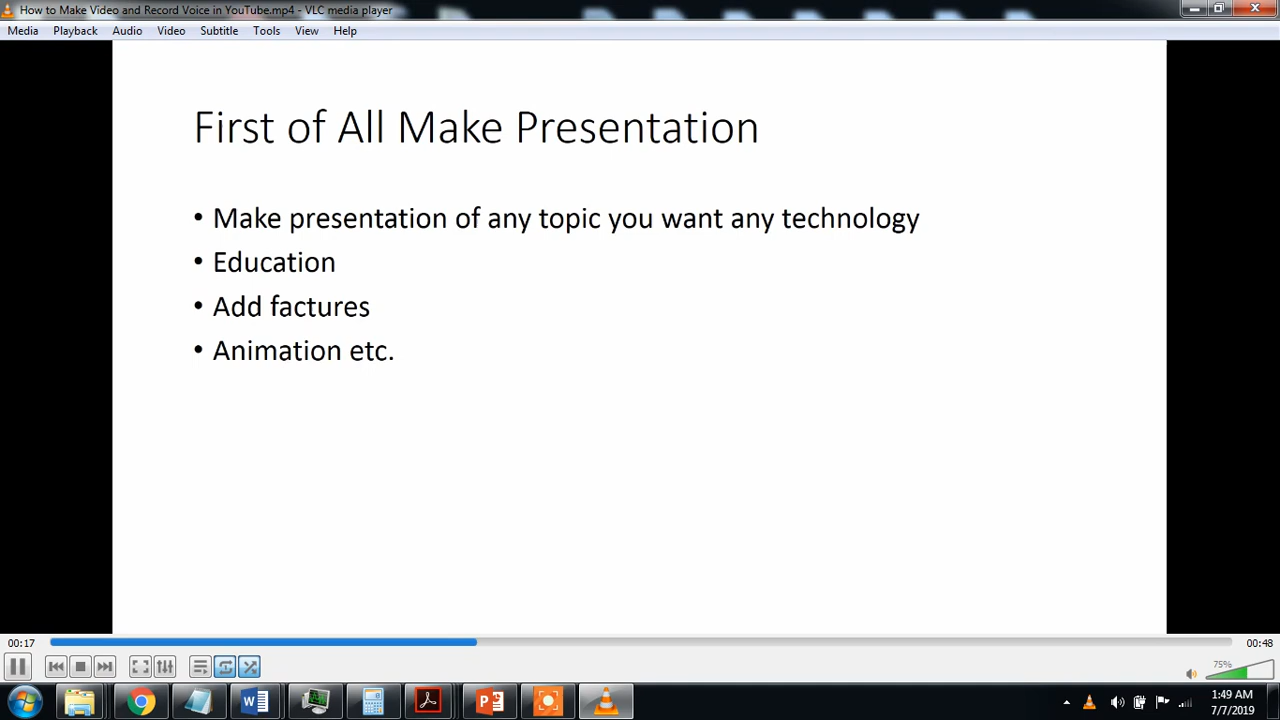 How to Make Video and Record Voice in YouTube.mp4 - VLC media player
Media Playback Audio Video Subtitle Tools View Help
First of All Make Presentation
• Make presentation of any topic you want any technology
• Education
• Add factures
• Animation etc.
00:17 00:48
75%
1:49 AM
7/7/2019